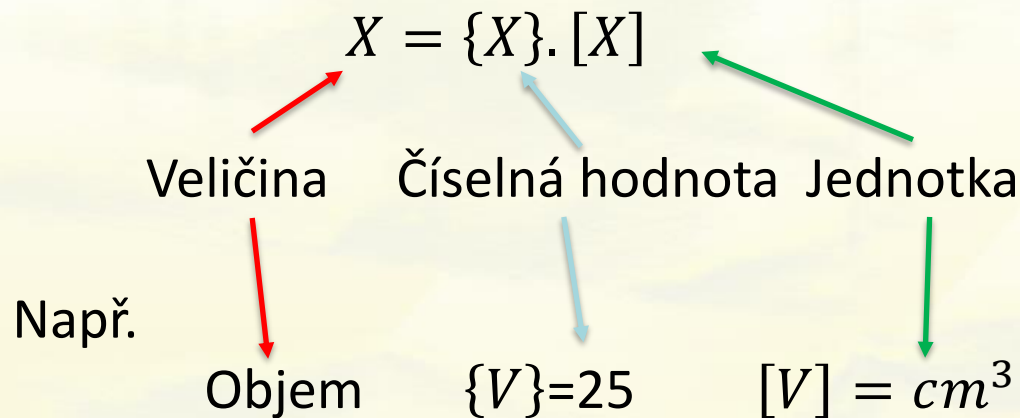 X = {X}. [X]
Veličina Číselná hodnota Jednotka
Např.
Objem {V}=25 [V] = cm³